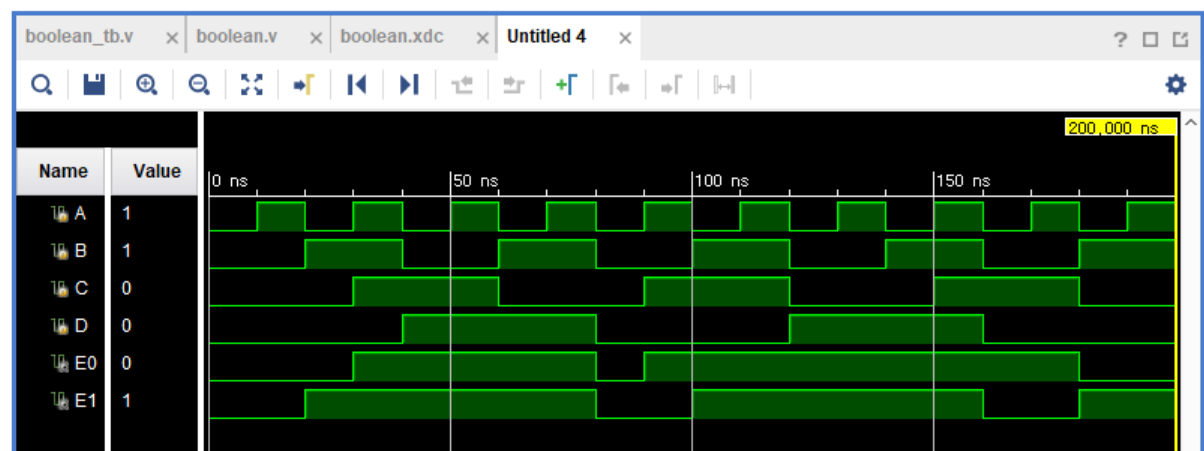 boolean_tb.v × boolean.v × boolean.xdc × Untitled 4 × ?
200,000 ns
Name Value 0 ns 50 ns 100 ns 150 ns
A 1
B 1
C 0
D 0
E0 0
E1 1